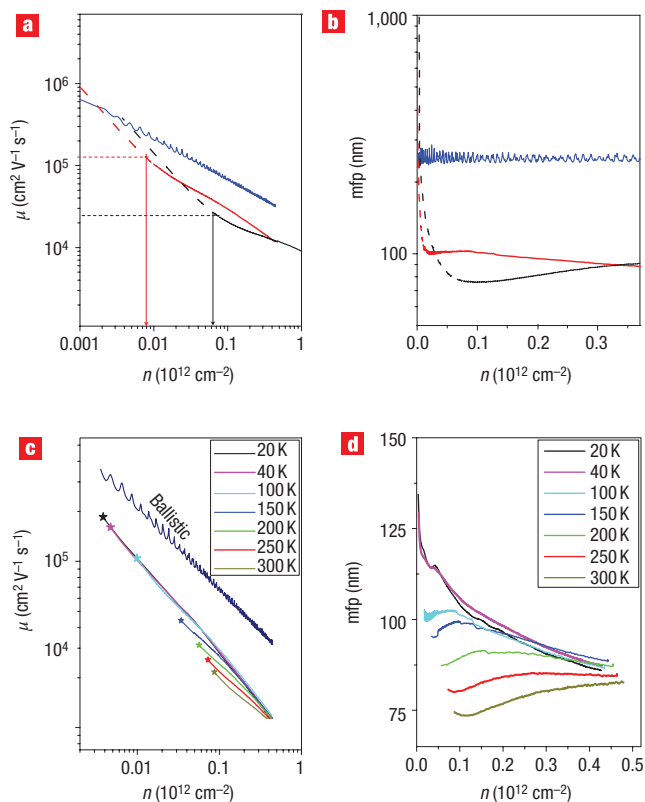 a
μ (cm² V⁻¹ s⁻¹)
10⁶
10⁵
10⁴
0.001
0.01
0.1
1
n (10¹² cm⁻²)
b
mfp (nm)
1,000
100
0.0
0.1
0.2
0.3
n (10¹² cm⁻²)
c
μ (cm² V⁻¹ s⁻¹)
10⁵
10⁴
Ballistic
20 K
40 K
100 K
150 K
200 K
250 K
300 K
0.01
0.1
1
n (10¹² cm⁻²)
d
mfp (nm)
150
125
100
75
20 K
40 K
100 K
150 K
200 K
250 K
300 K
0.0
0.1
0.2
0.3
0.4
0.5
n (10¹² cm⁻²)